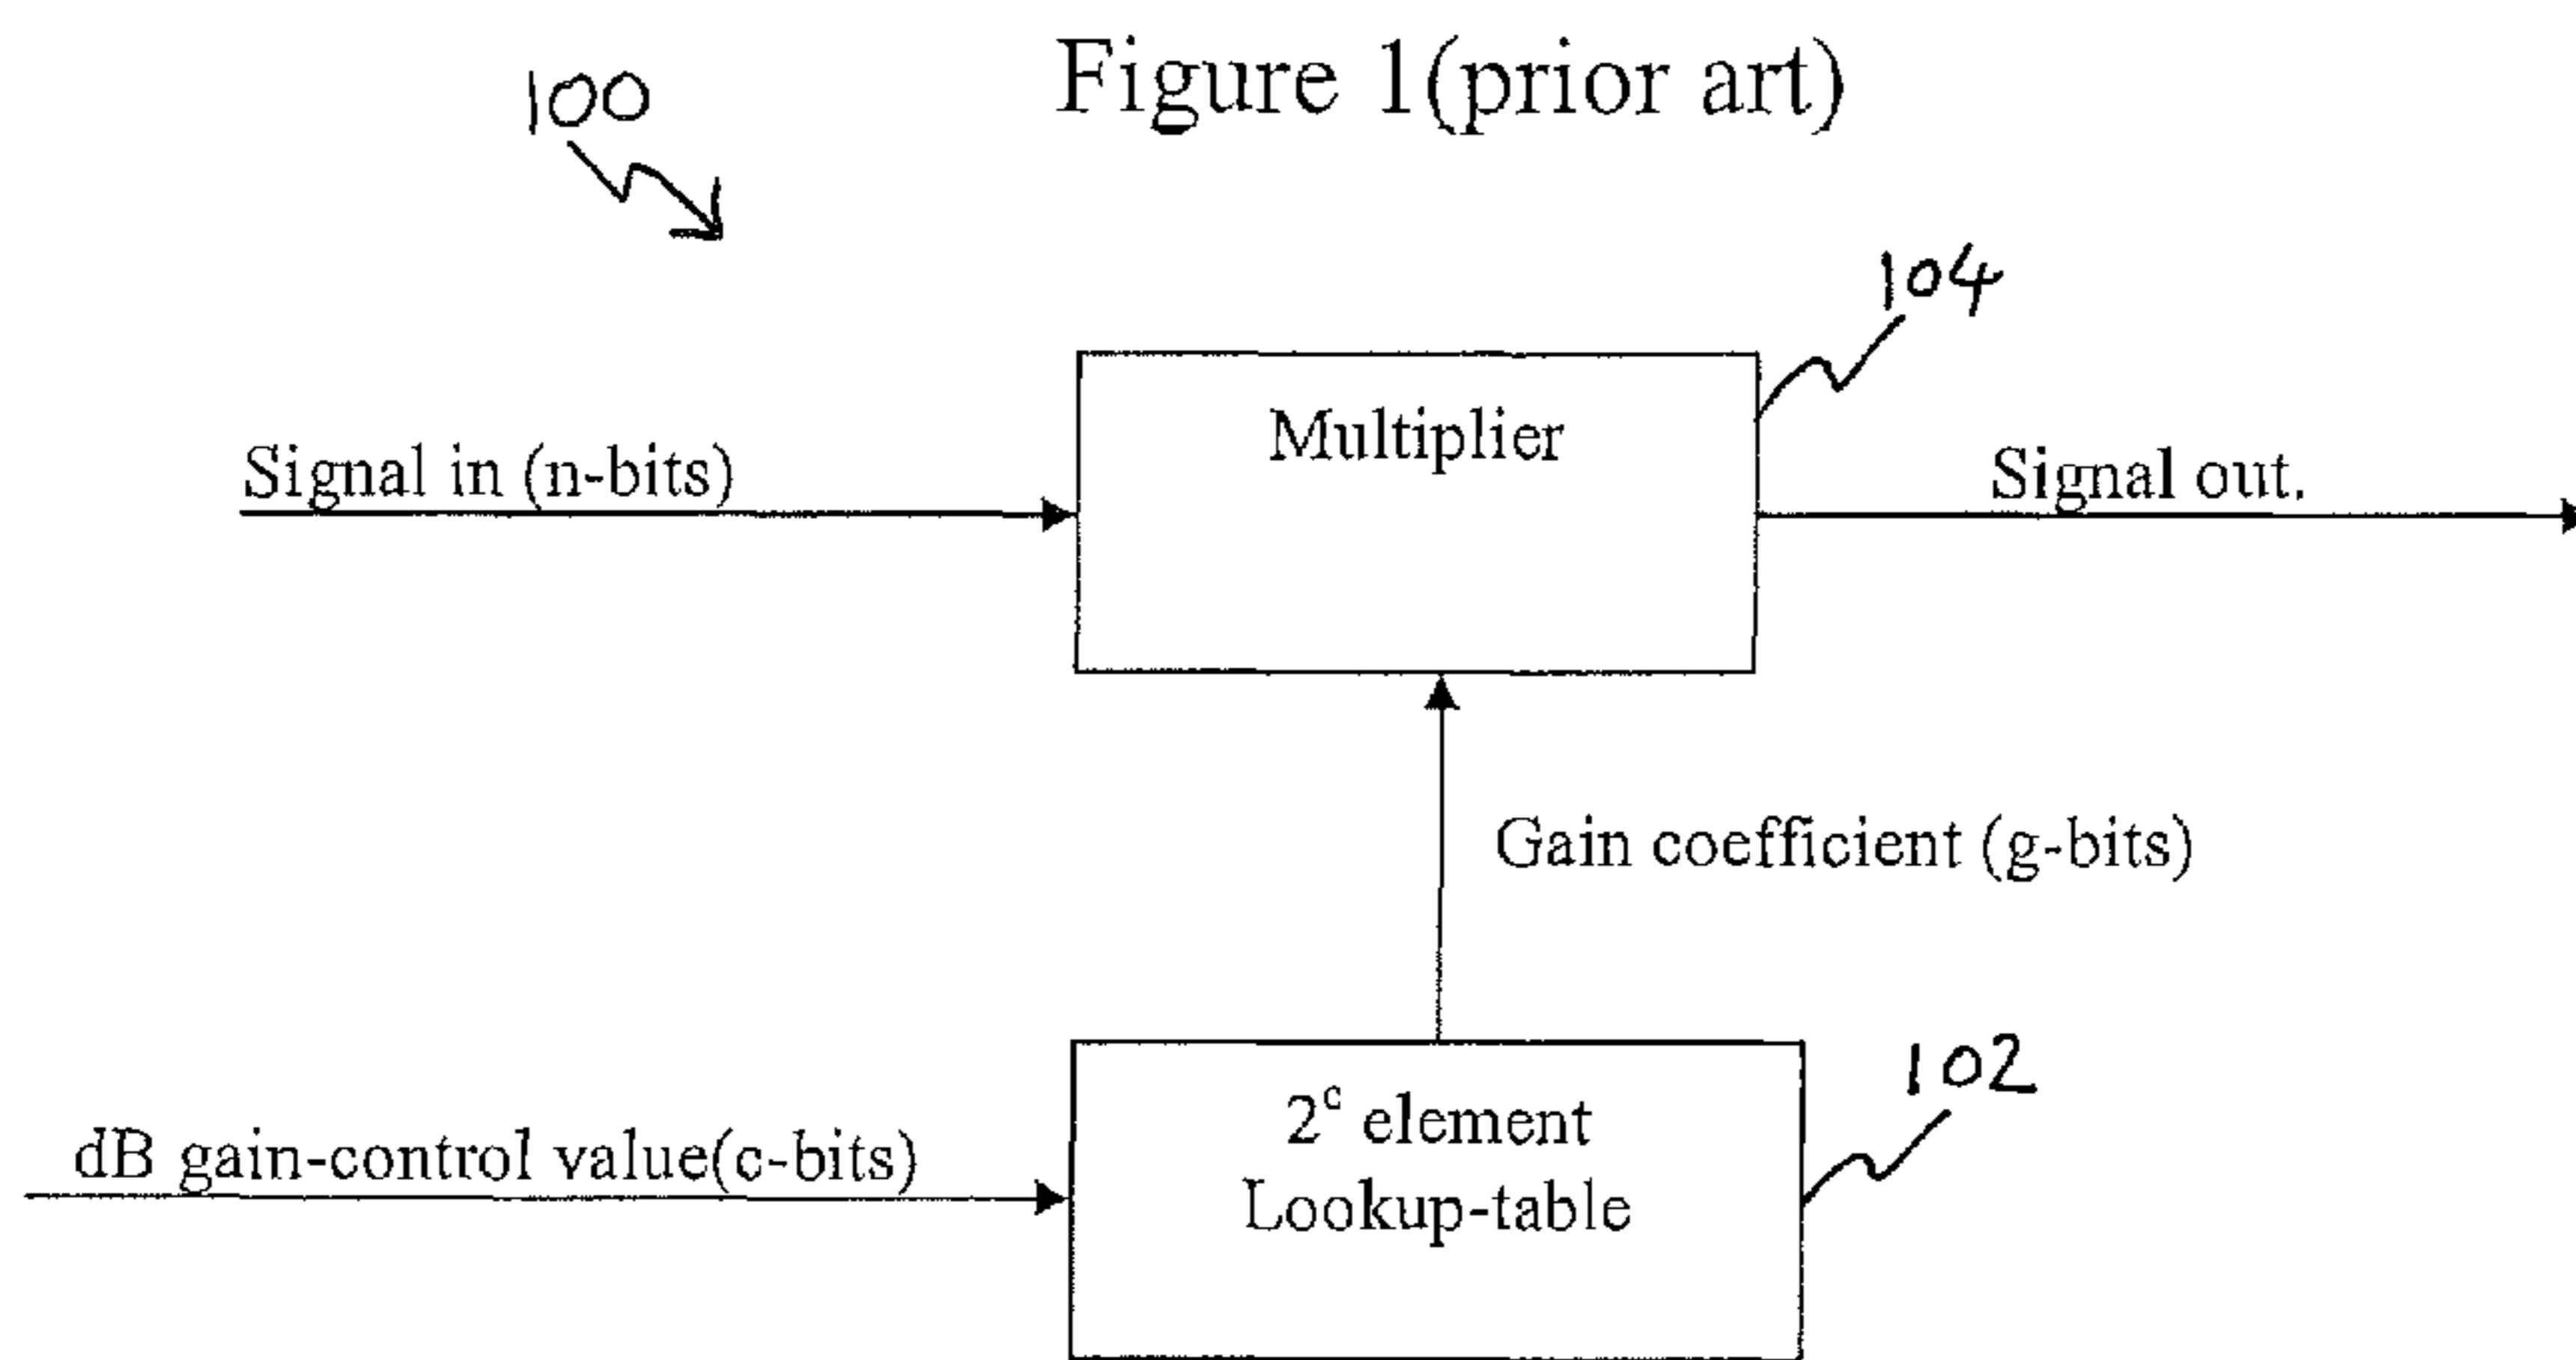 Figure 1(prior art)
100
104
Multiplier
Signal in (n-bits)
Signal out.
Gain coefficient (g-bits)
102
2ᶜ element
Lookup-table
dB gain-control value(c-bits)